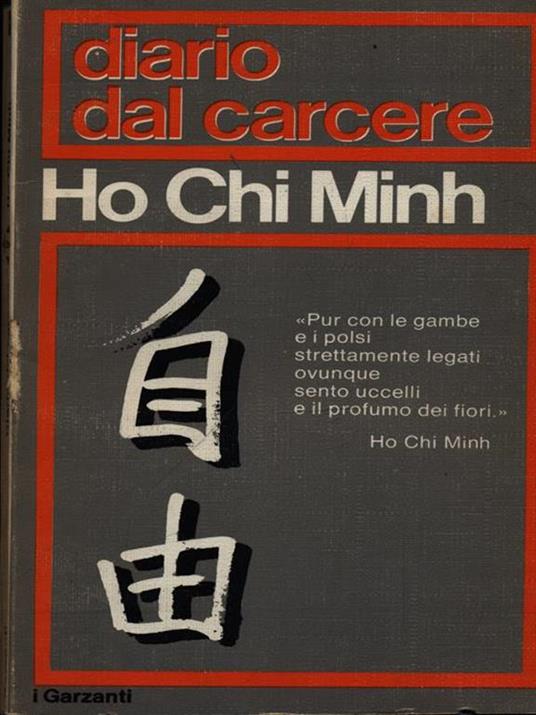 diario
dal carcere
Ho Chi Minh
自
由
«Pur con le gambe
e i polsi
strettamente legati
ovunque
sento uccelli
e il profumo dei fiori.»
Ho Chi Minh
i Garzanti